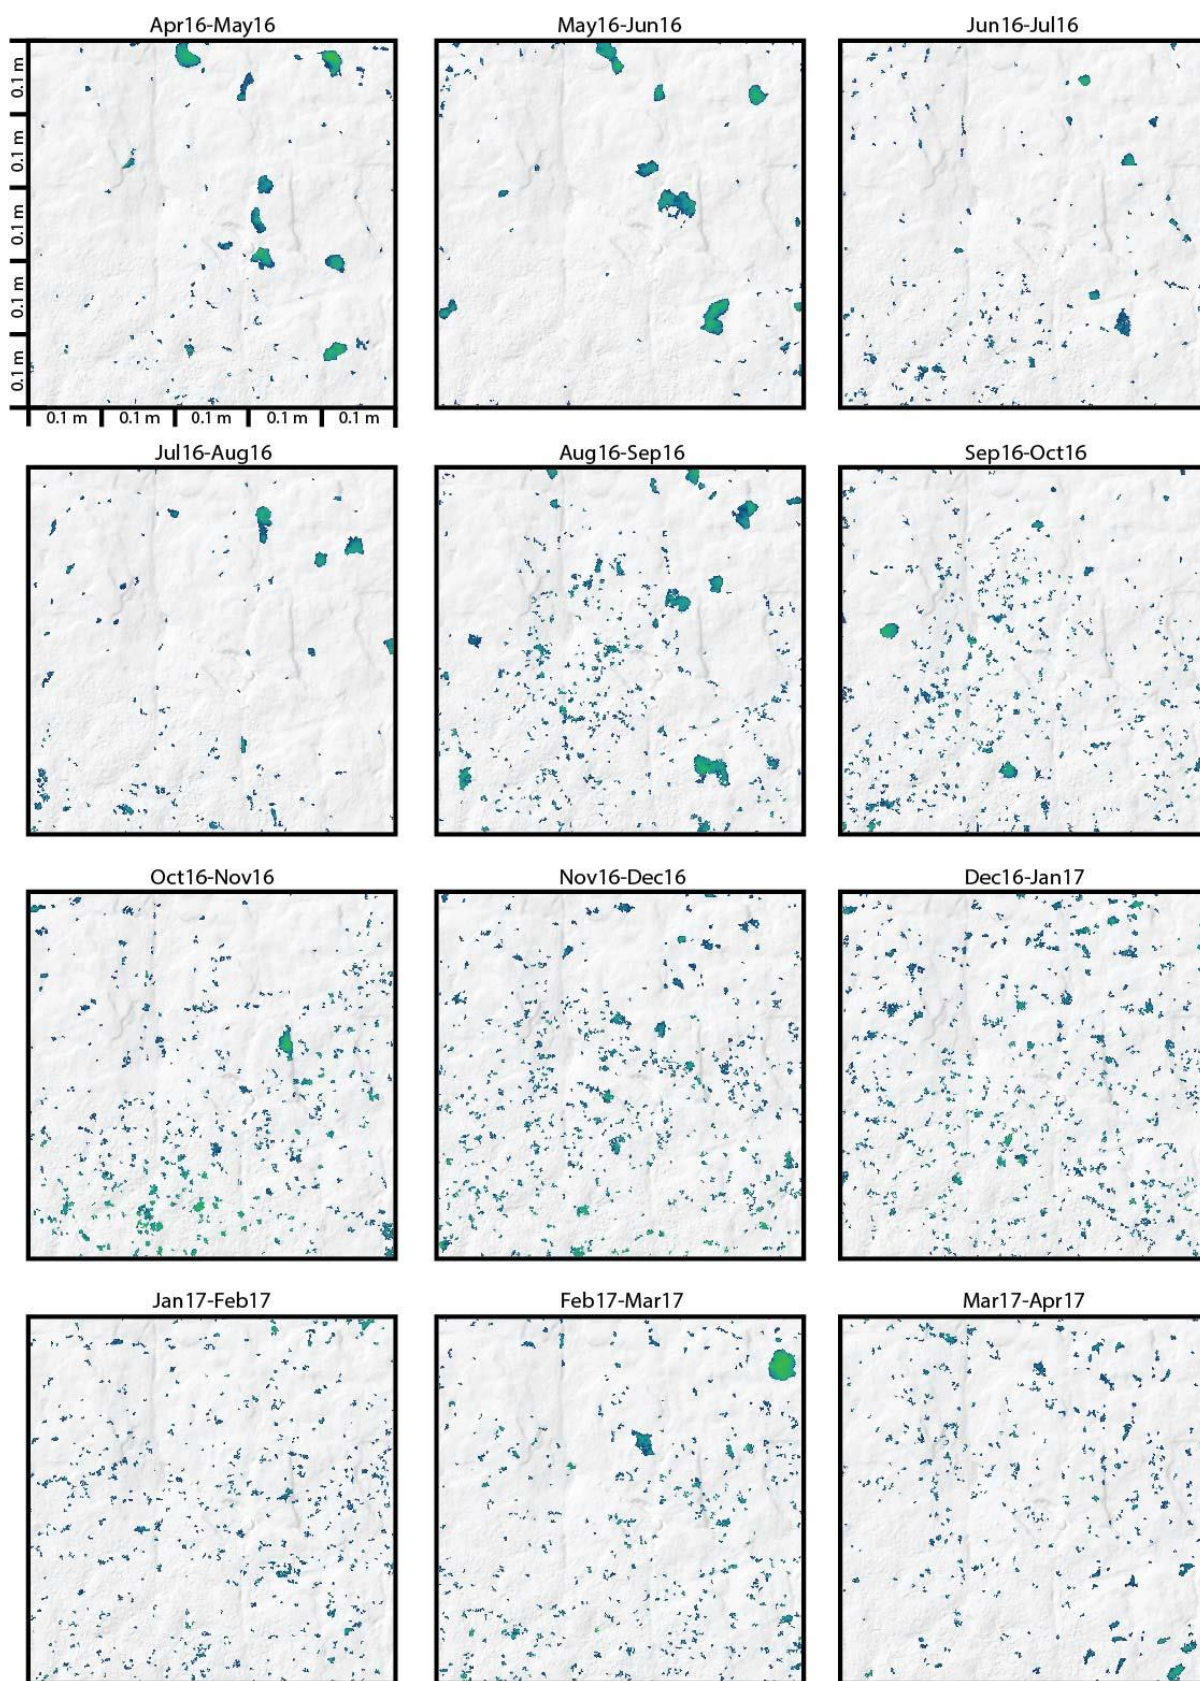 Apr16-May16
May16-Jun16
Jun16-Jul16
0.1 m
0.1 m
0.1 m
0.1 m
0.1 m
0.1 m
0.1 m
0.1 m
0.1 m
0.1 m
Jul16-Aug16
Aug16-Sep16
Sep16-Oct16
Oct16-Nov16
Nov16-Dec16
Dec16-Jan17
Jan17-Feb17
Feb17-Mar17
Mar17-Apr17